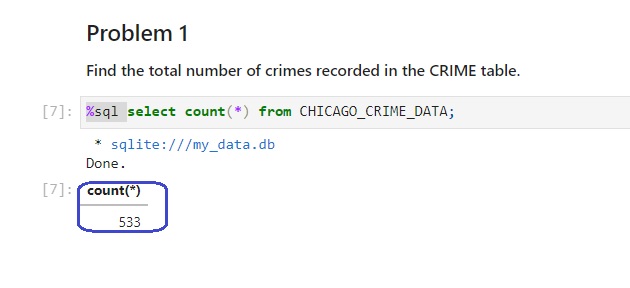 Problem 1
Find the total number of crimes recorded in the CRIME table.
[7]: %sql select count(*) from CHICAGO_CRIME_DATA;
* sqlite:///my_data.db
Done.
[7]: count(*)
533